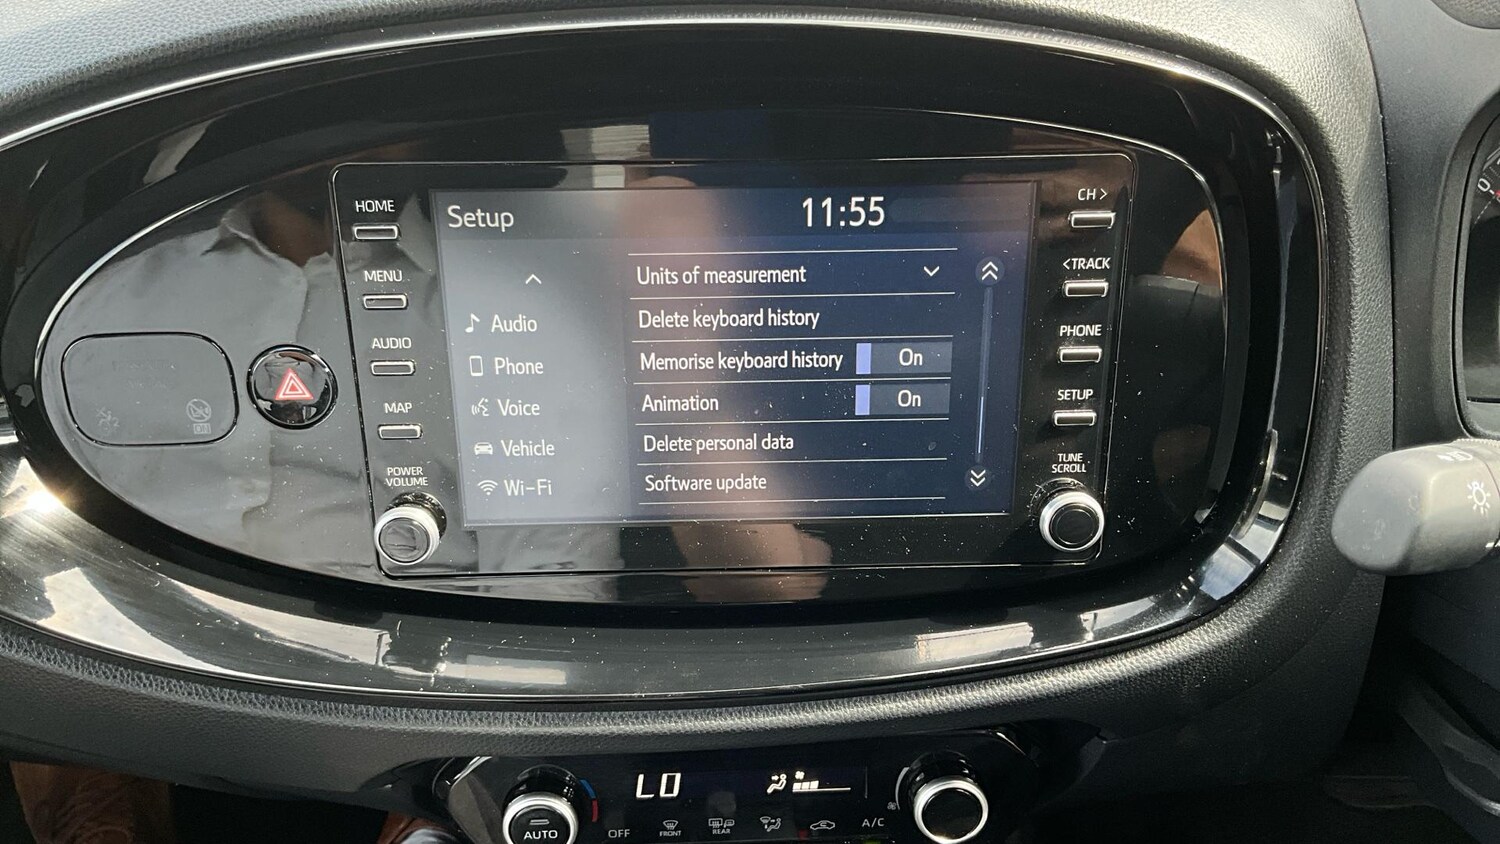 HOME
MENU
AUDIO
MAP
POWER
VOLUME
Setup
11:55
Audio
Phone
Voice
Vehicle
Wi-Fi
Units of measurement
Delete keyboard history
Memorise keyboard history On
Animation On
Delete personal data
Software update
CH >
< TRACK
PHONE
SETUP
TUNE
SCROLL
LO
AUTO
OFF
FRONT
REAR
A/C
ON
0